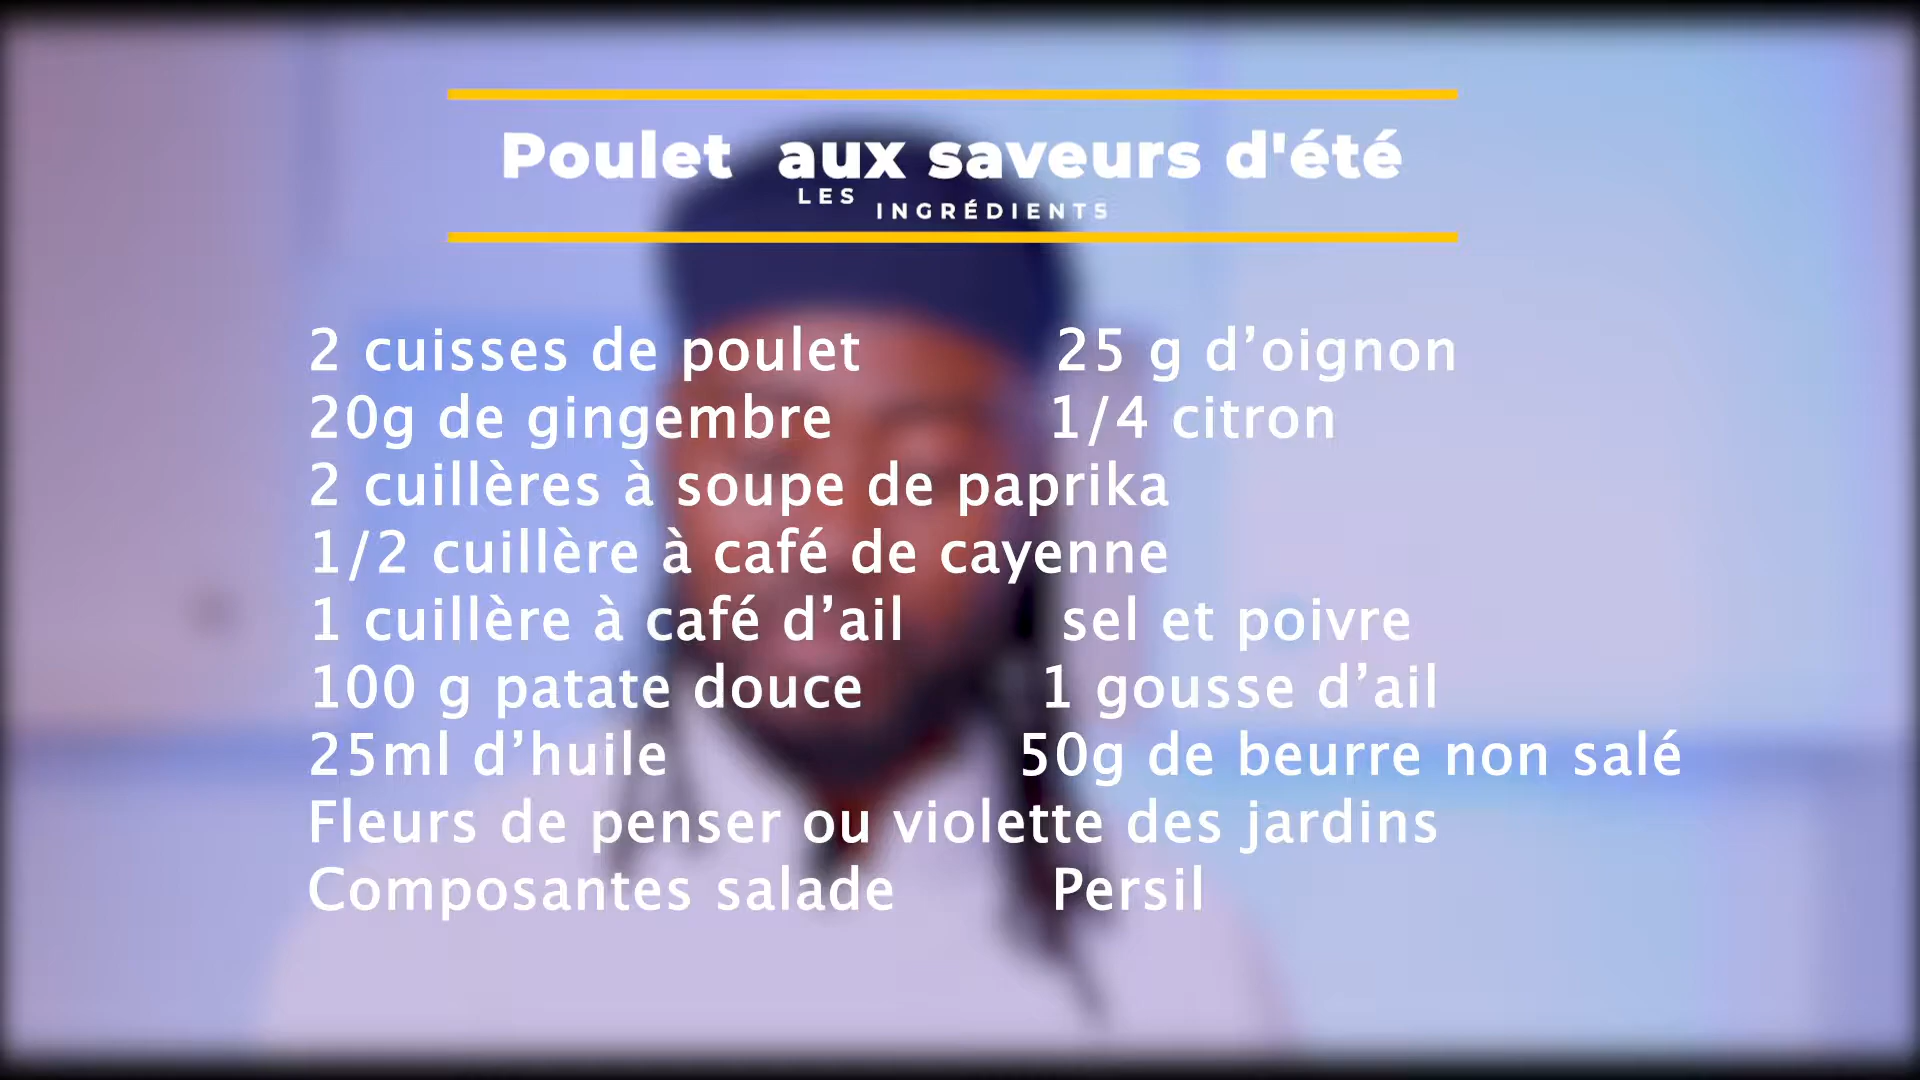 Poulet aux saveurs d'été
LES INGRÉDIENTS
2 cuisses de poulet 25 g d’oignon
20g de gingembre 1/4 citron
2 cuillères à soupe de paprika
1/2 cuillère à café de cayenne
1 cuillère à café d’ail sel et poivre
100 g patate douce 1 gousse d’ail
25ml d’huile 50g de beurre non salé
Fleurs de penser ou violette des jardins
Composantes salade Persil